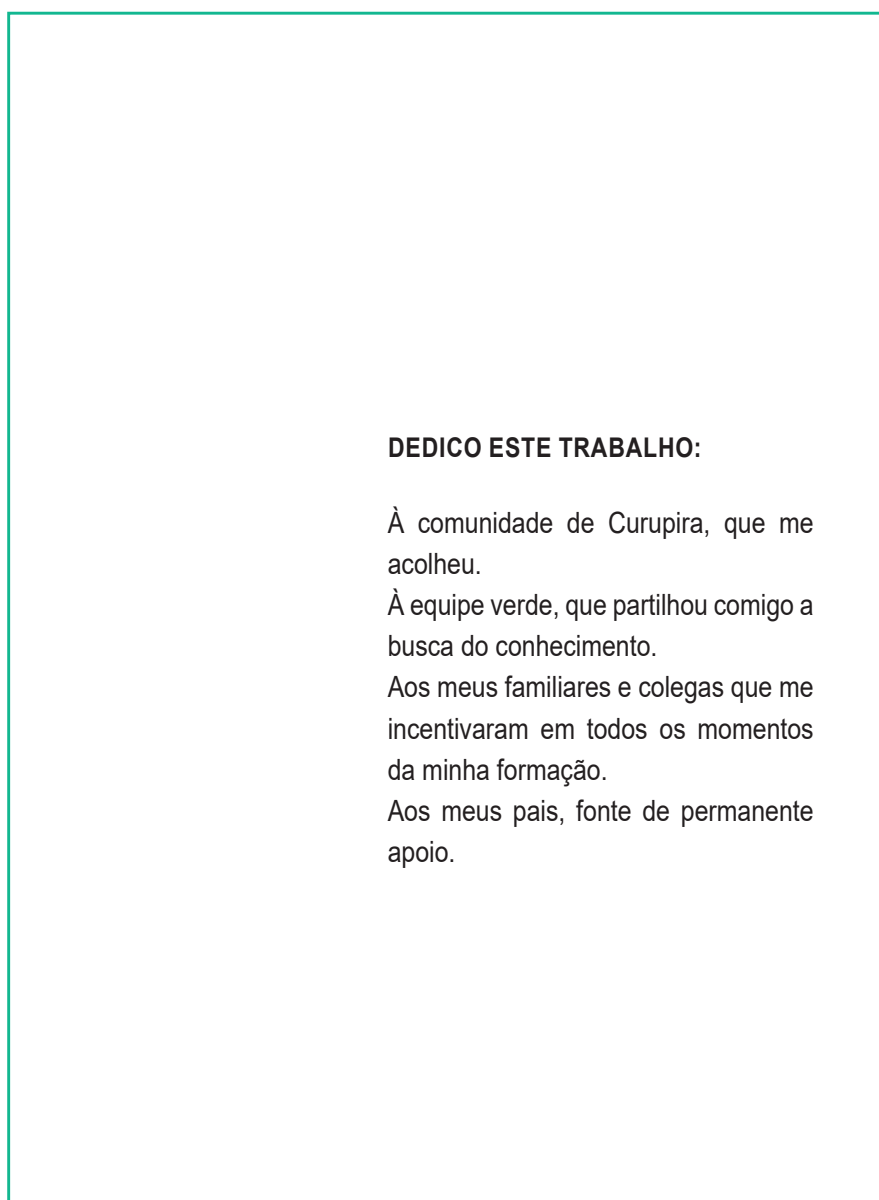 DEDICO ESTE TRABALHO:
À comunidade de Curupira, que me
acolheu.
À equipe verde, que partilhou comigo a
busca do conhecimento.
Aos meus familiares e colegas que me
incentivaram em todos os momentos
da minha formação.
Aos meus pais, fonte de permanente
apoio.